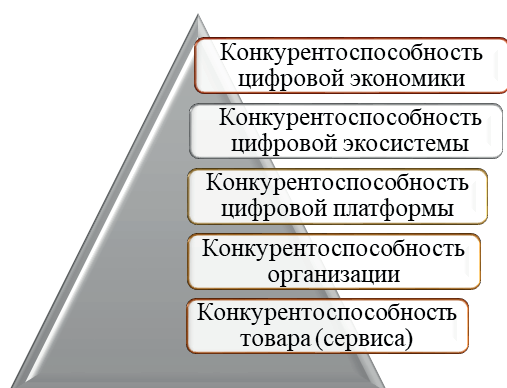 Конкурентоспособность
цифровой экономики
Конкурентоспособность
цифровой экосистемы
Конкурентоспособность
цифровой платформы
Конкурентоспособность
организации
Конкурентоспособность
товара (сервиса)